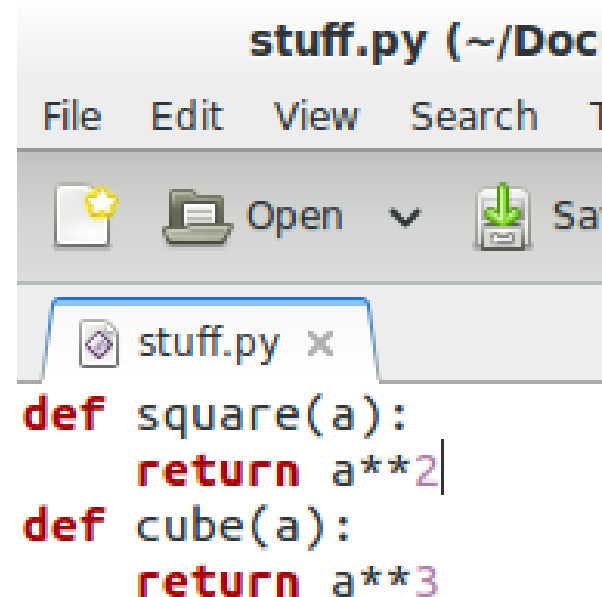 stuff.py (~/Doc
File Edit View Search
Open
stuff.py
def square(a):
    return a**2
def cube(a):
    return a**3